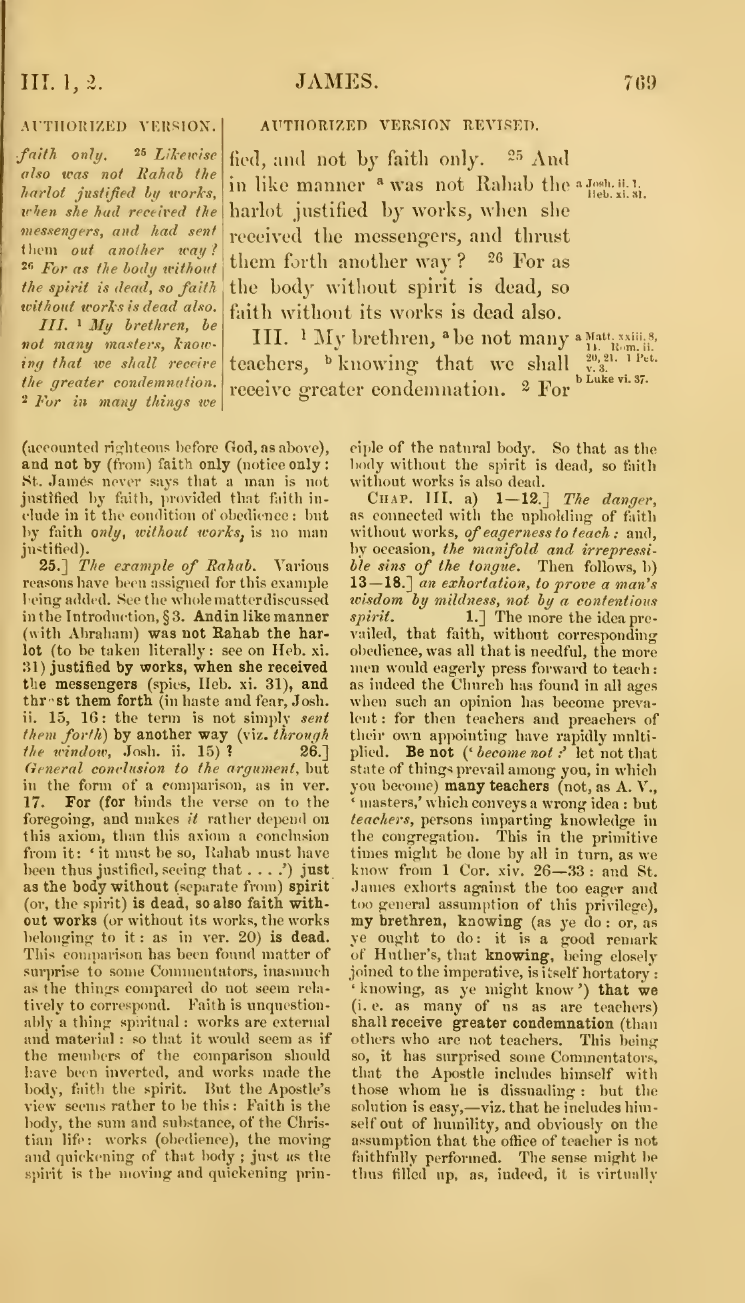 III. 1, 2.
JAMES.
769
AUTHORIZED VERSION.
faith only. 25 Likewise
also was not Rahab the
harlot justified by works,
when she had received the
messengers, and had sent
them out another way?
26 For as the body without
the spirit is dead, so faith
without works is dead also.
III. 1 My brethren, be
not many masters, know-
ing that we shall receive
the greater condemnation.
2 For in many things we
AUTHORIZED VERSION REVISED.
fied, and not by faith only. 25 And
in like manner a was not Rahab the
harlot justified by works, when she
received the messengers, and thrust
them forth another way? 26 For as
the body without spirit is dead, so
faith without its works is dead also.
III. 1 My brethren, a be not many
teachers, b knowing that we shall
receive greater condemnation. 2 For
a Josh. ii. 1.
Heb. xi. 31.
a Matt. xxiii. 8,
14. Rom. ii.
20, 21. 1 Pet.
v. 3.
b Luke vi. 37.
(accounted righteous before God, as above),
and not by (from) faith only (notice only:
St. James never says that a man is not
justified by faith, provided that faith in-
clude in it the condition of obedience: but
by faith only, without works, is no man
justified).
25.] The example of Rahab. Various
reasons have been assigned for this example
being added. See the whole matter discussed
in the Introduction, § 3. And in like manner
(with Abraham) was not Rahab the har-
lot (to be taken literally: see on Heb. xi.
31) justified by works, when she received
the messengers (spies, Heb. xi. 31), and
thrust them forth (in haste and fear, Josh.
ii. 15, 16: the term is not simply sent
them forth) by another way (viz. through
the window, Josh. ii. 15)? 26.]
General conclusion to the argument, but
in the form of a comparison, as in ver.
17. For (for binds the verse on to the
foregoing, and makes it rather depend on
this axiom, than this axiom a conclusion
from it: 'it must be so, Rahab must have
been thus justified, seeing that . . . .') just
as the body without (separate from) spirit
(or, the spirit) is dead, so also faith with-
out works (or without its works, the works
belonging to it: as in ver. 20) is dead.
This comparison has been found matter of
surprise to some Commentators, inasmuch
as the things compared do not seem rela-
tively to correspond. Faith is unquestion-
ably a thing spiritual: works are external
and material: so that it would seem as if
the members of the comparison should
have been inverted, and works made the
body, faith the spirit. But the Apostle's
view seems rather to be this: Faith is the
body, the sum and substance, of the Chris-
tian life: works (obedience), the moving
and quickening of that body; just as the
spirit is the moving and quickening prin-
ciple of the natural body. So that as the
body without the spirit is dead, so faith
without works is also dead.
CHAP. III. a) 1—12.] The danger,
as connected with the upholding of faith
without works, of eagerness to teach: and,
by occasion, the manifold and irrepressi-
ble sins of the tongue. Then follows, b)
13—18.] an exhortation, to prove a man's
wisdom by mildness, not by a contentious
spirit. 1.] The more the idea pre-
vailed, that faith, without corresponding
obedience, was all that is needful, the more
men would eagerly press forward to teach:
as indeed the Church has found in all ages
when such an opinion has become preva-
lent: for then teachers and preachers of
their own appointing have rapidly multi-
plied. Be not ('become not:' let not that
state of things prevail among you, in which
you become) many teachers (not, as A. V.,
'masters,' which conveys a wrong idea: but
teachers, persons imparting knowledge in
the congregation. This in the primitive
times might be done by all in turn, as we
know from 1 Cor. xiv. 26—33: and St.
James exhorts against the too eager and
too general assumption of this privilege),
my brethren, knowing (as ye do: or, as
ye ought to do: it is a good remark
of Huther's, that knowing, being closely
joined to the imperative, is itself hortatory:
'knowing, as ye might know') that we
(i. e. as many of us as are teachers)
shall receive greater condemnation (than
others who are not teachers. This being
so, it has surprised some Commentators,
that the Apostle includes himself with
those whom he is dissuading: but the
solution is easy,—viz. that he includes him-
self out of humility, and obviously on the
assumption that the office of teacher is not
faithfully performed. The sense might be
thus filled up, as, indeed, it is virtually